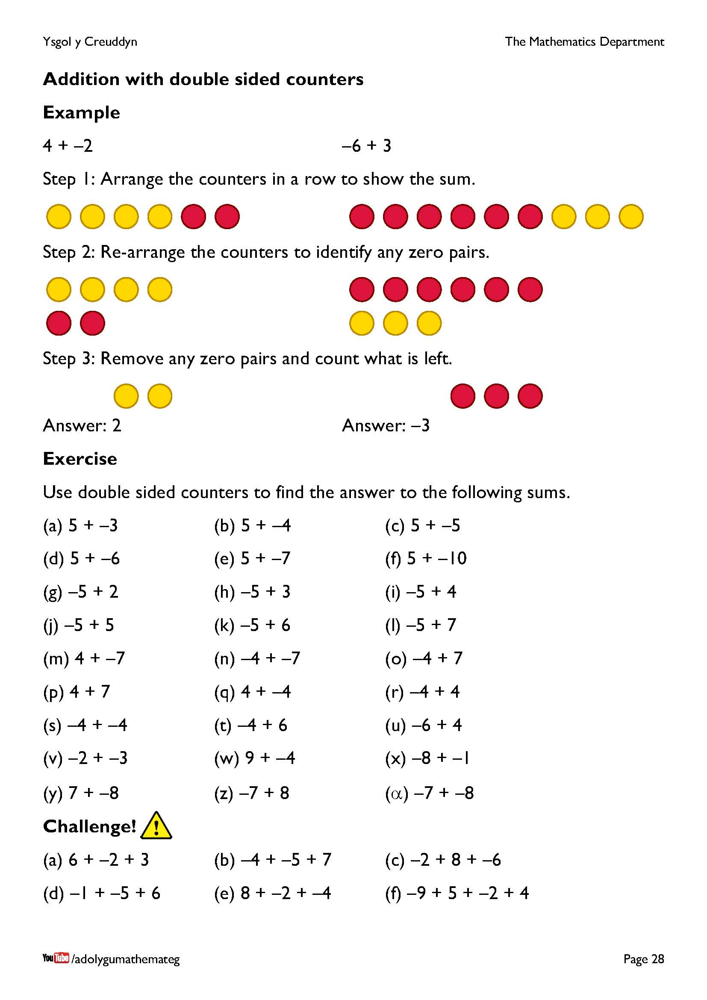 Ysgol y Creuddyn The Mathematics Department
Addition with double sided counters
Example
4 + –2 –6 + 3
Step 1: Arrange the counters in a row to show the sum.
Step 2: Re-arrange the counters to identify any zero pairs.
Step 3: Remove any zero pairs and count what is left.
Answer: 2 Answer: –3
Exercise
Use double sided counters to find the answer to the following sums.
(a) 5 + –3 (b) 5 + –4 (c) 5 + –5
(d) 5 + –6 (e) 5 + –7 (f) 5 + –10
(g) –5 + 2 (h) –5 + 3 (i) –5 + 4
(j) –5 + 5 (k) –5 + 6 (l) –5 + 7
(m) 4 + –7 (n) –4 + –7 (o) –4 + 7
(p) 4 + 7 (q) 4 + –4 (r) –4 + 4
(s) –4 + –4 (t) –4 + 6 (u) –6 + 4
(v) –2 + –3 (w) 9 + –4 (x) –8 + –1
(y) 7 + –8 (z) –7 + 8 (α) –7 + –8
Challenge! !
(a) 6 + –2 + 3 (b) –4 + –5 + 7 (c) –2 + 8 + –6
(d) –1 + –5 + 6 (e) 8 + –2 + –4 (f) –9 + 5 + –2 + 4
YouTube/adolygumathemateg Page 28